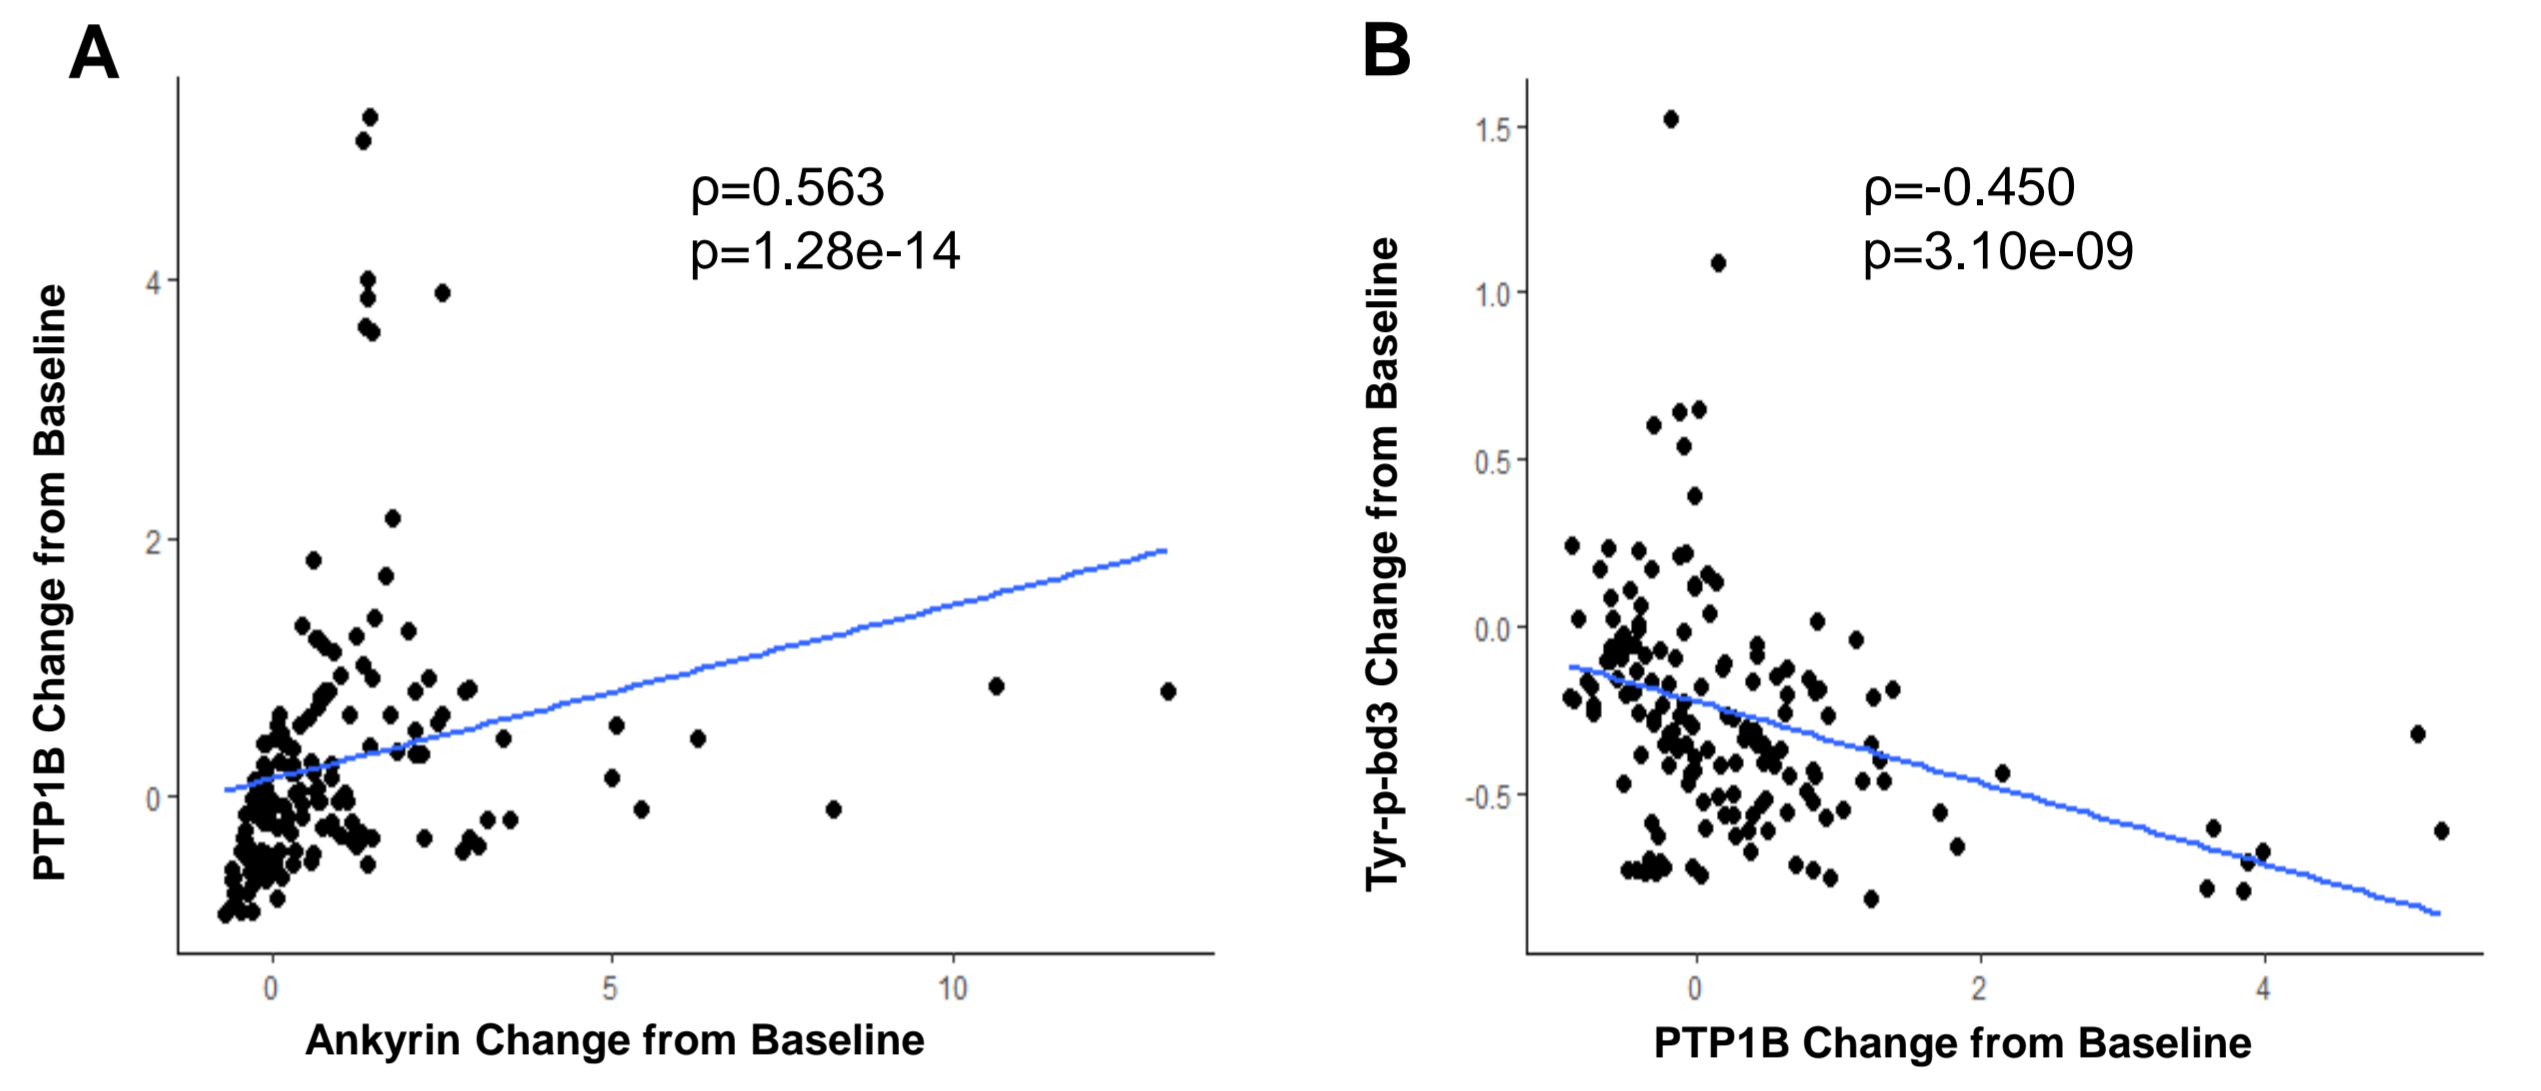 A
PTP1B Change from Baseline
4
2
0
ρ=0.563
p=1.28e-14
0
5
10
Ankyrin Change from Baseline
B
Tyr-p-bd3 Change from Baseline
1.5
1.0
0.5
0.0
-0.5
ρ=-0.450
p=3.10e-09
0
2
4
PTP1B Change from Baseline